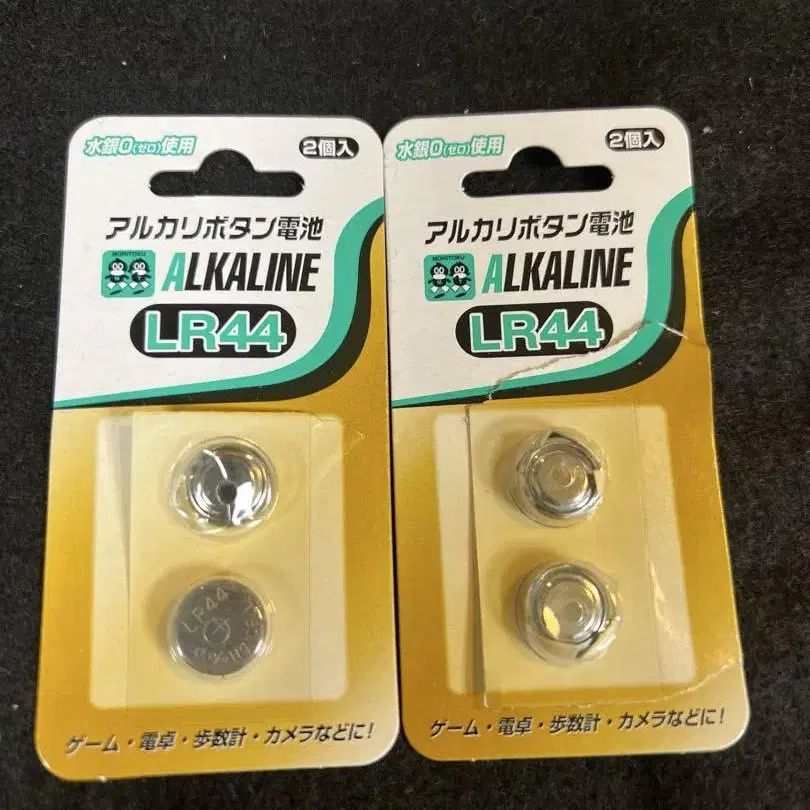 水銀0(ゼロ)使用
2個入
アルカリボタン電池
MORITOKU
ALKALINE
LR44
LR44
ゲーム・電卓・歩数計・カメラなどに!
水銀0(ゼロ)使用
2個入
アルカリボタン電池
MORITOKU
ALKALINE
LR44
ゲーム・電卓・歩数計・カメラなどに!